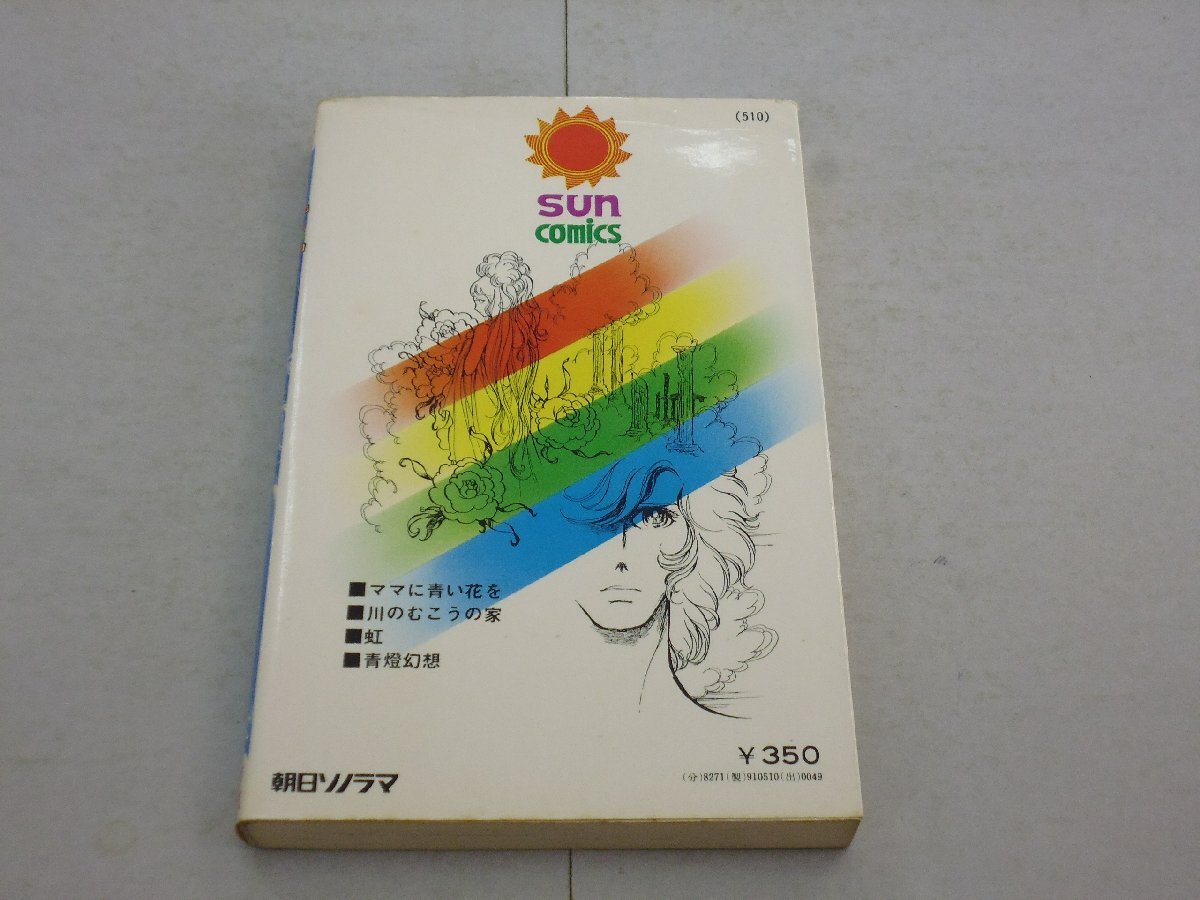 (510)
sun
comics
■ママに青い花を
■川のむこうの家
■虹
■青燈幻想
¥350
(分)8271(製)910510(出)0049
朝日ソノラマ